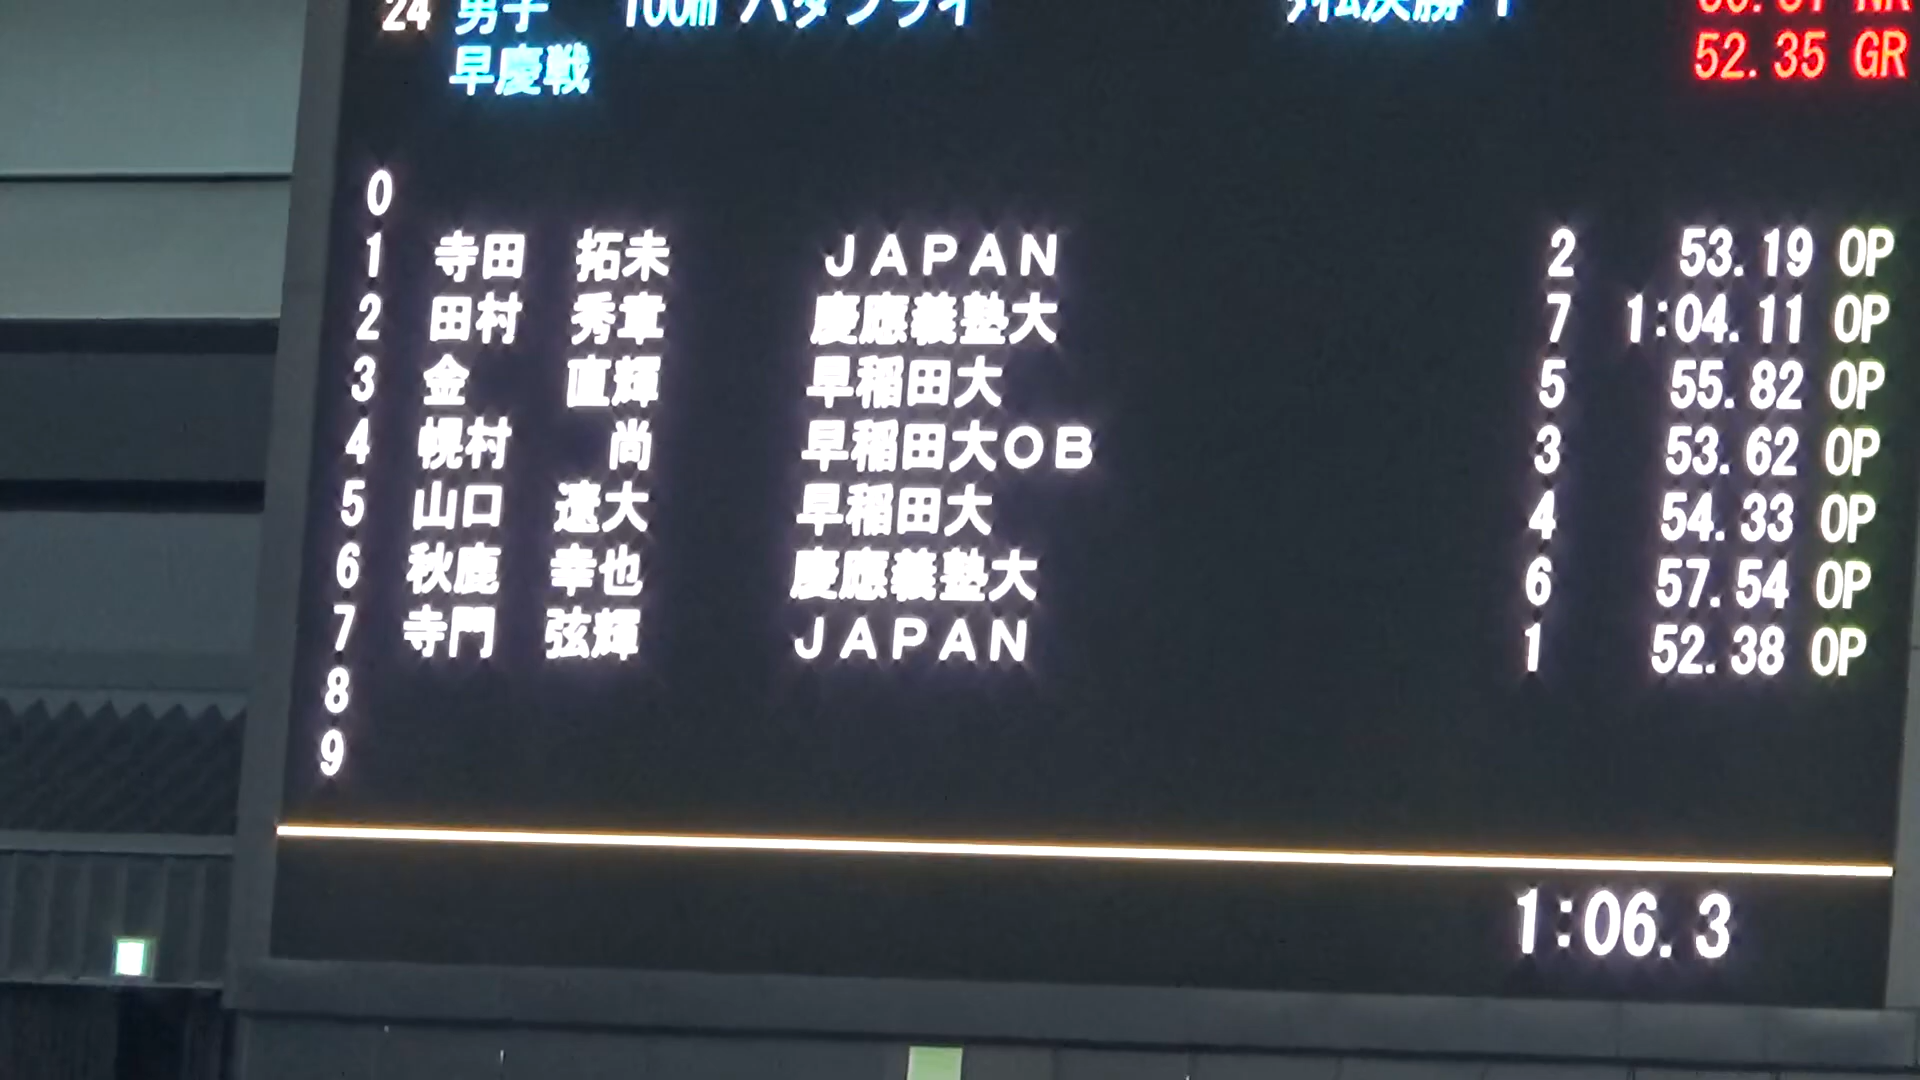 24 男子 100m バタフライ 決勝 1
早慶戦 52.35 GR
0
1 寺田 拓未 JAPAN 2 53.19 OP
2 田村 秀章 慶應義塾大 7 1:04.11 OP
3 金 直輝 早稲田大 5 55.82 OP
4 幌村 尚 早稲田大OB 3 53.62 OP
5 山口 遼大 早稲田大 4 54.33 OP
6 秋鹿 幸也 慶應義塾大 6 57.54 OP
7 寺門 弦輝 JAPAN 1 52.38 OP
8
9
1:06.3